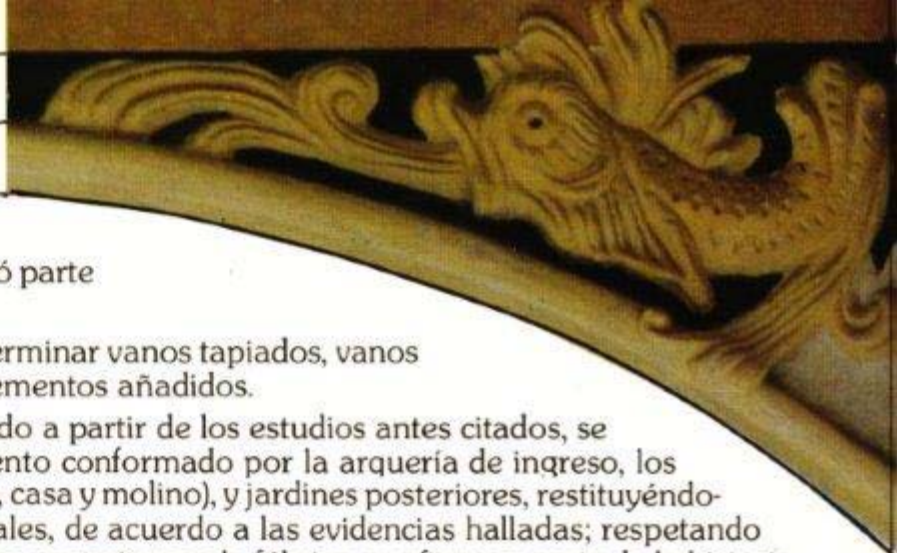 ó parte
erminar vanos tapiados, vanos
ementos añadidos.
do a partir de los estudios antes citados, se
ento conformado por la arquería de ingreso, los
, casa y molino), y jardines posteriores, restituyéndo-
ales, de acuerdo a las evidencias halladas; respetando